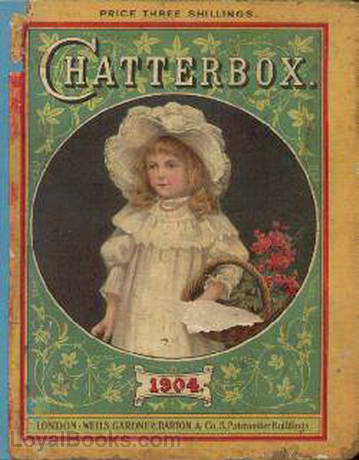 PRICE THREE SHILLINGS.
CHATTERBOX.
1904.
LONDON: WELLS, GARDNER, DARTON & Co. 3, Paternoster Buildings
LoyalBooks.com